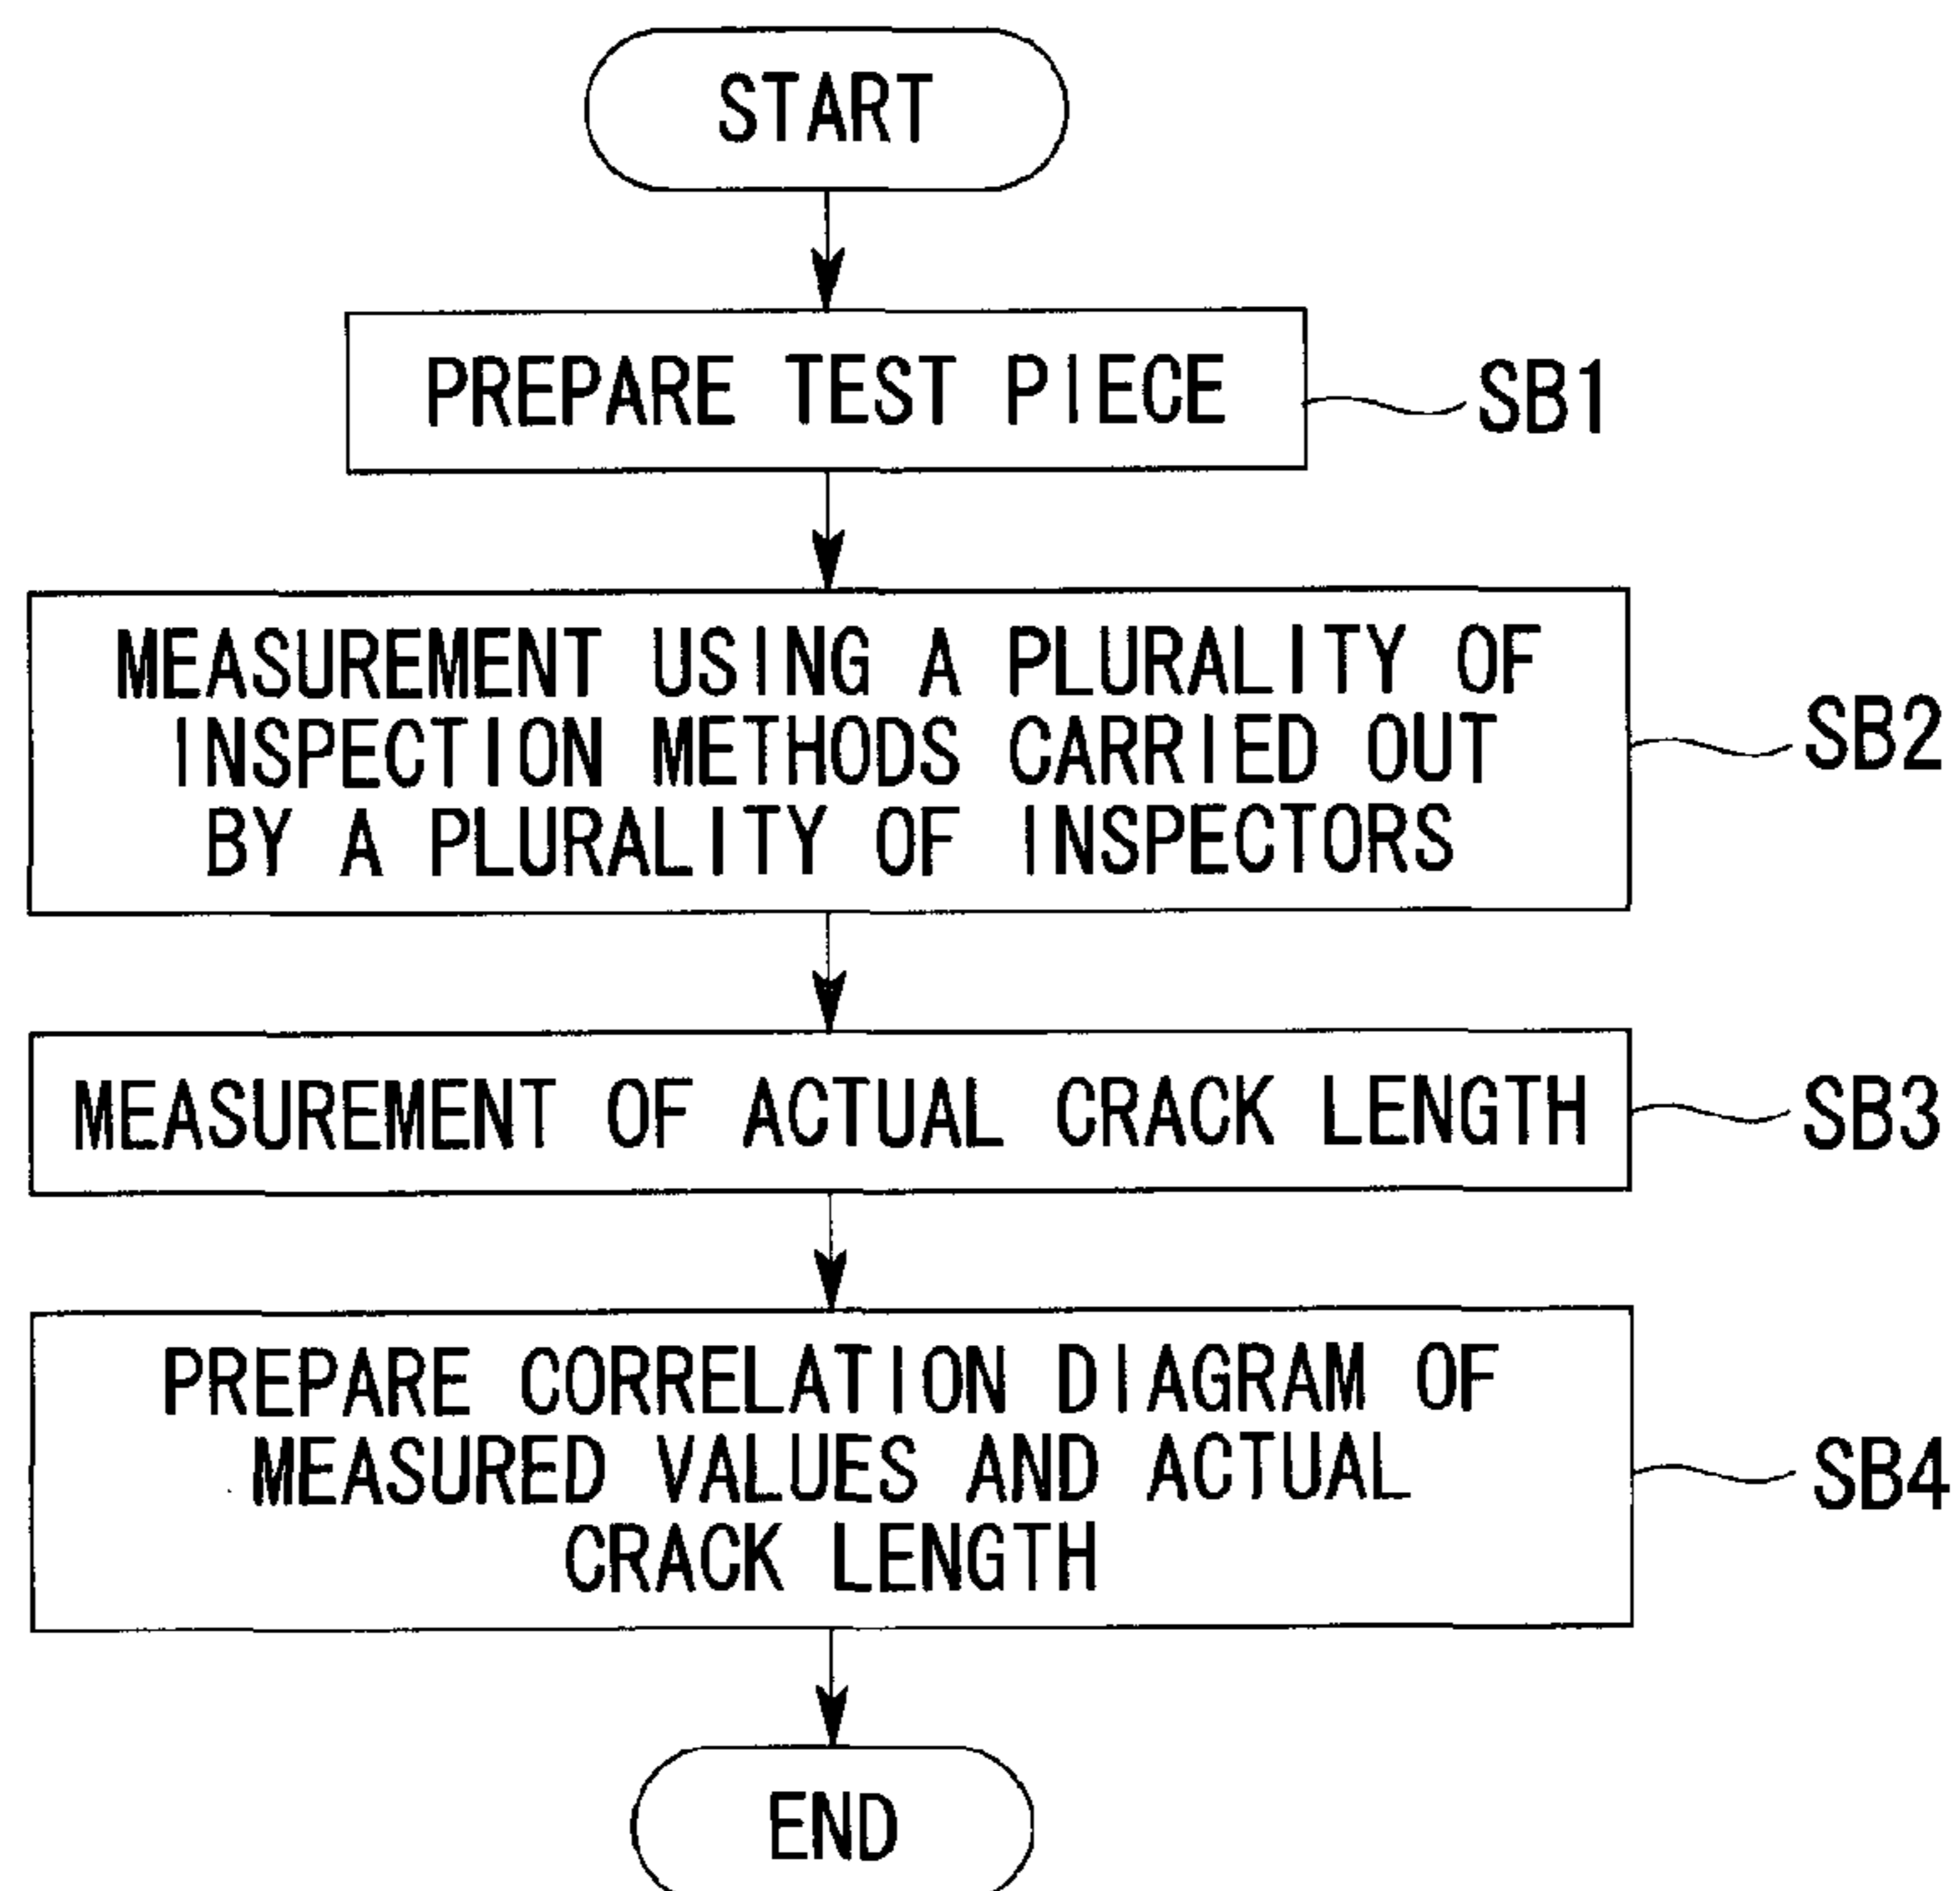 START
PREPARE TEST PIECE
SB1
MEASUREMENT USING A PLURALITY OF
INSPECTION METHODS CARRIED OUT
BY A PLURALITY OF INSPECTORS
SB2
MEASUREMENT OF ACTUAL CRACK LENGTH
SB3
PREPARE CORRELATION DIAGRAM OF
MEASURED VALUES AND ACTUAL
CRACK LENGTH
SB4
END